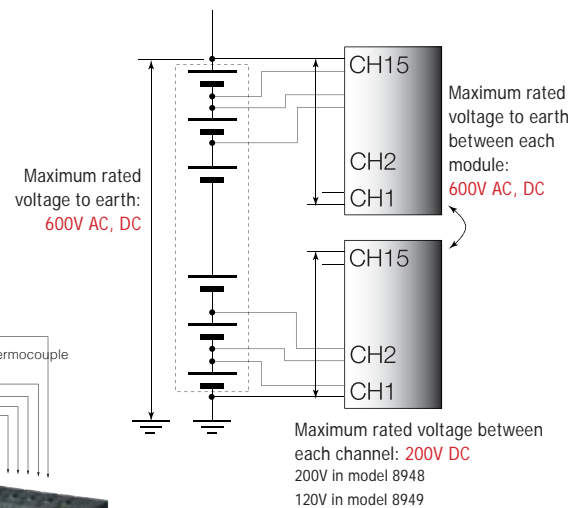 CH15
CH2
CH1
Maximum rated
voltage to earth
between each
module:
600V AC, DC
Maximum rated
voltage to earth:
600V AC, DC
CH15
CH2
CH1
Maximum rated voltage between
each channel: 200V DC
200V in model 8948
120V in model 8949